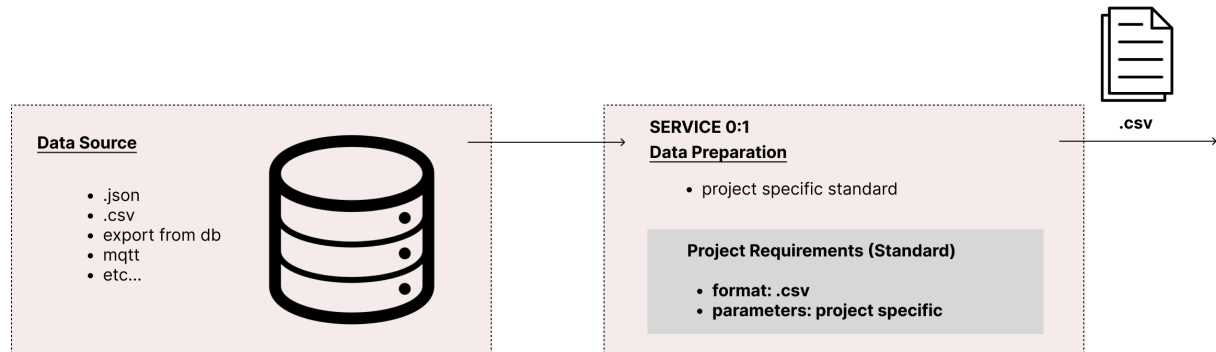 Data Source
• .json
• .csv
• export from db
• mqtt
• etc...
SERVICE 0:1
Data Preparation
• project specific standard
Project Requirements (Standard)
• format: .csv
• parameters: project specific
.csv